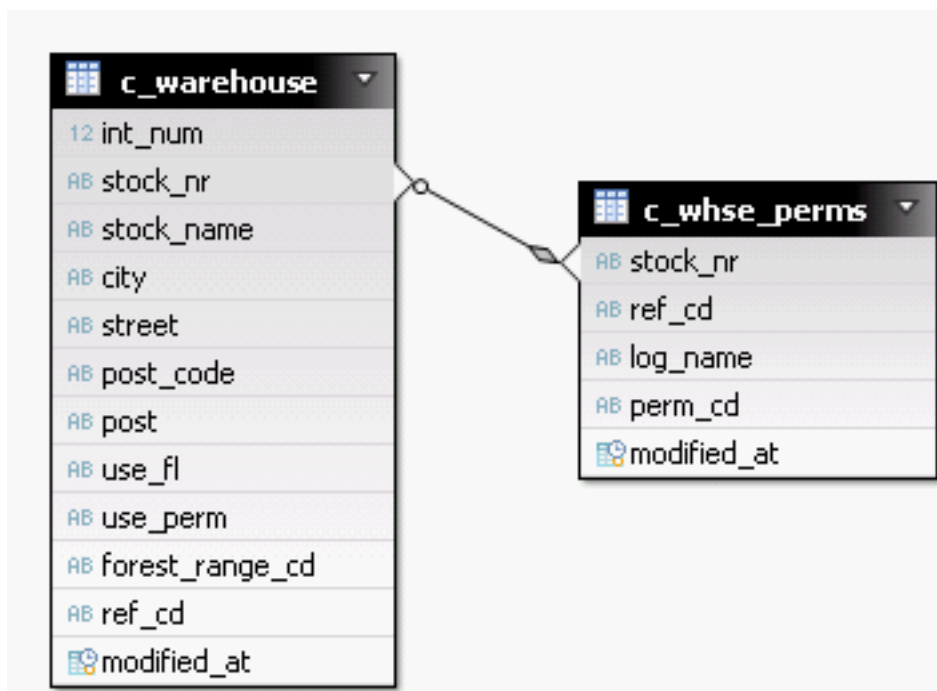 c_warehouse
12 int_num
AB stock_nr
AB stock_name
AB city
AB street
AB post_code
AB post
AB use_fl
AB use_perm
AB forest_range_cd
AB ref_cd
modified_at
c_whse_perms
AB stock_nr
AB ref_cd
AB log_name
AB perm_cd
modified_at